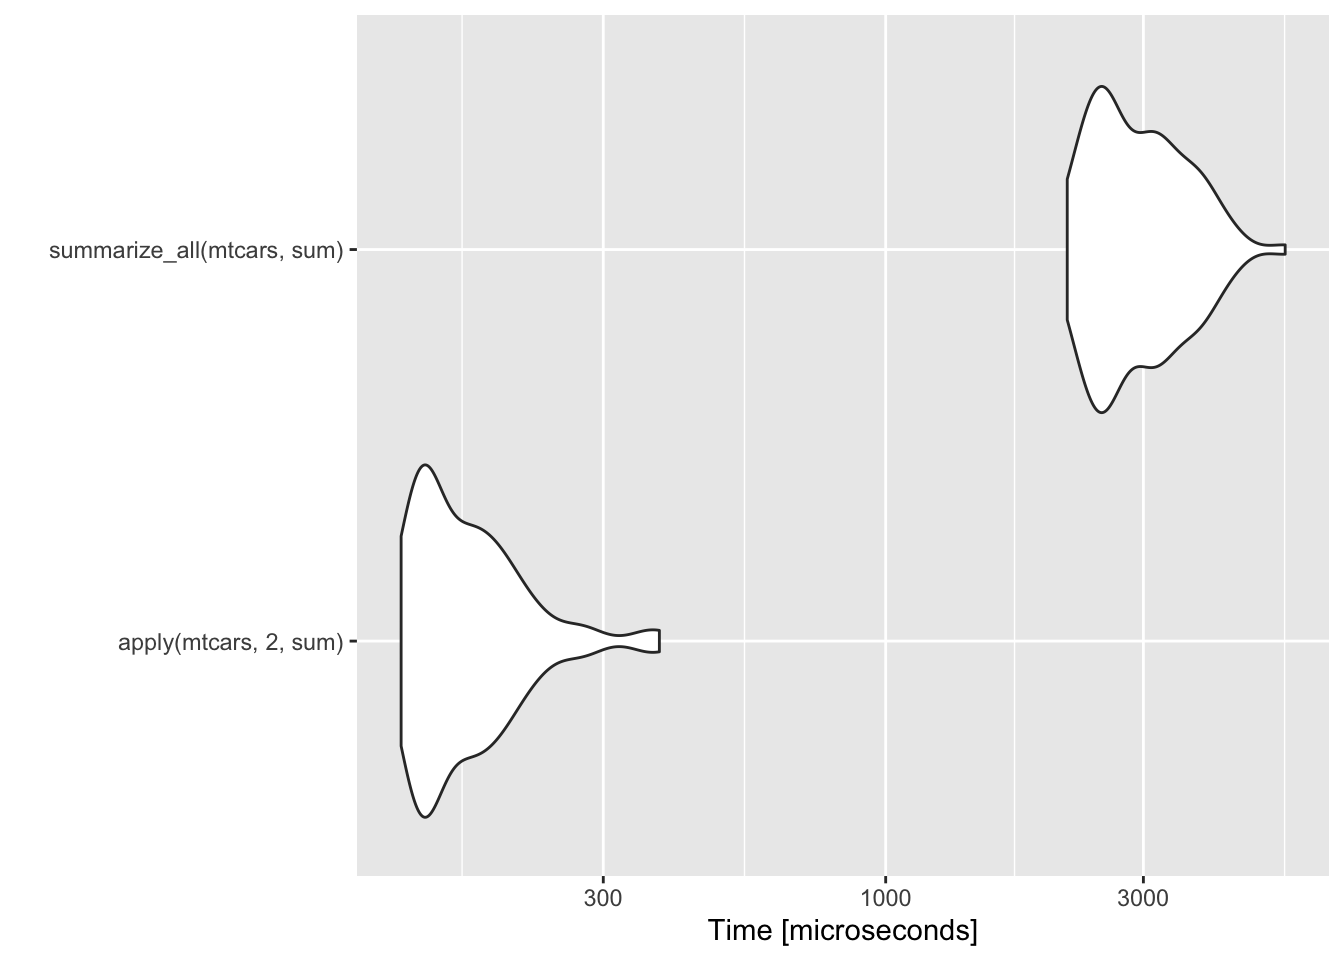 summarize_all(mtcars, sum)
apply(mtcars, 2, sum)
300 1000 3000
Time [microseconds]